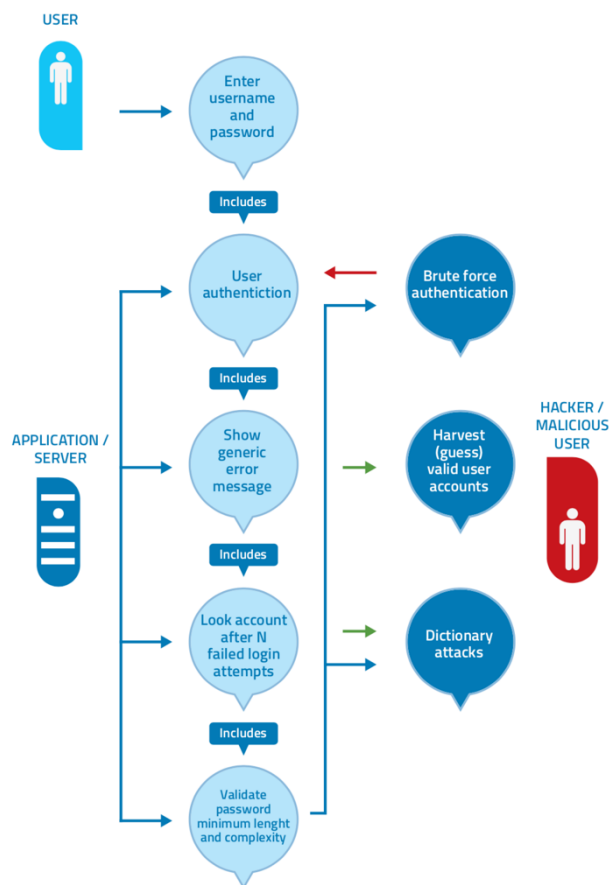 USER
Enter
username
and
password
Includes
User
authentiction
Brute force
authentication
Includes
APPLICATION /
SERVER
Show
generic
error
message
Harvest
(guess)
valid user
accounts
HACKER /
MALICIOUS
USER
Includes
Look account
after N
failed login
attempts
Dictionary
attacks
Includes
Validate
password
minimum lenght
and complexity